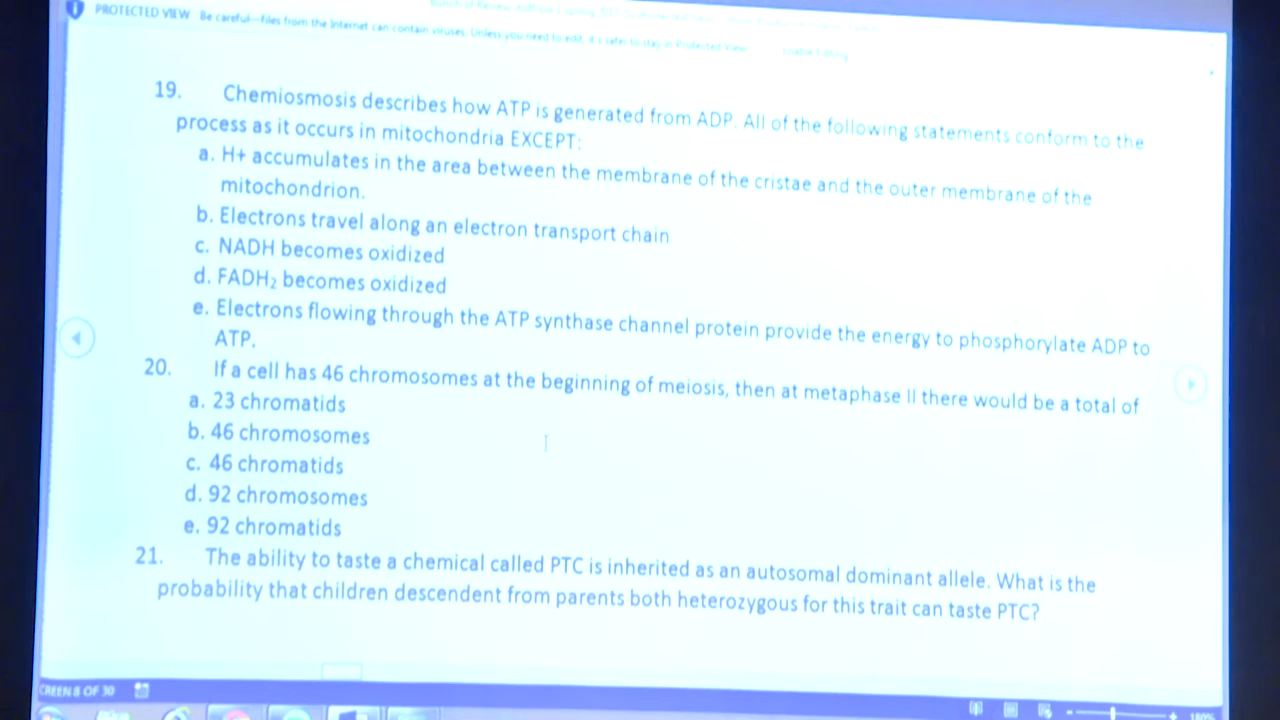 PROTECTED VIEW Be careful—files from the Internet can contain viruses. Unless you need to edit, it's safer to stay in Protected View. Enable Editing
19. Chemiosmosis describes how ATP is generated from ADP. All of the following statements conform to the
process as it occurs in mitochondria EXCEPT:
a. H+ accumulates in the area between the membrane of the cristae and the outer membrane of the
mitochondrion.
b. Electrons travel along an electron transport chain
c. NADH becomes oxidized
d. FADH₂ becomes oxidized
e. Electrons flowing through the ATP synthase channel protein provide the energy to phosphorylate ADP to
ATP.
20. If a cell has 46 chromosomes at the beginning of meiosis, then at metaphase II there would be a total of
a. 23 chromatids
b. 46 chromosomes
c. 46 chromatids
d. 92 chromosomes
e. 92 chromatids
21. The ability to taste a chemical called PTC is inherited as an autosomal dominant allele. What is the
probability that children descendent from parents both heterozygous for this trait can taste PTC?
CREEN 8 OF 30
180%